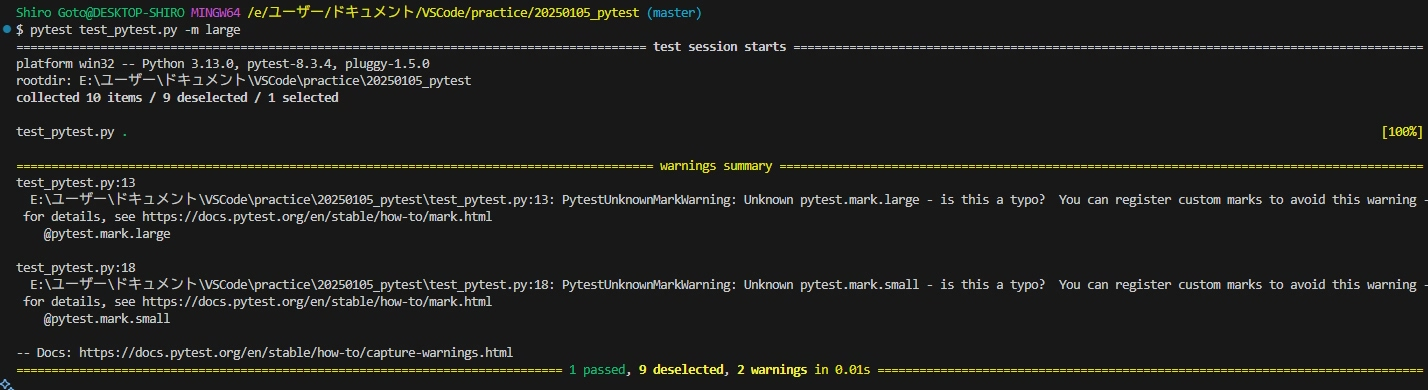 Shiro Goto@DESKTOP-SHIRO MINGW64 /e/ユーザー/ドキュメント/VSCode/practice/20250105_pytest (master)
$ pytest test_pytest.py -m large
========================================================================================== test session starts ==========================================================================================
platform win32 -- Python 3.13.0, pytest-8.3.4, pluggy-1.5.0
rootdir: E:\ユーザー\ドキュメント\VSCode\practice\20250105_pytest
collected 10 items / 9 deselected / 1 selected
test_pytest.py . [100%]
=========================================================================================== warnings summary ============================================================================================
test_pytest.py:13
E:\ユーザー\ドキュメント\VSCode\practice\20250105_pytest\test_pytest.py:13: PytestUnknownMarkWarning: Unknown pytest.mark.large - is this a typo?  You can register custom marks to avoid this warning -
for details, see https://docs.pytest.org/en/stable/how-to/mark.html
@pytest.mark.large
test_pytest.py:18
E:\ユーザー\ドキュメント\VSCode\practice\20250105_pytest\test_pytest.py:18: PytestUnknownMarkWarning: Unknown pytest.mark.small - is this a typo?  You can register custom marks to avoid this warning -
for details, see https://docs.pytest.org/en/stable/how-to/mark.html
@pytest.mark.small
-- Docs: https://docs.pytest.org/en/stable/how-to/capture-warnings.html
============================================================================== 1 passed, 9 deselected, 2 warnings in 0.01s ==============================================================================